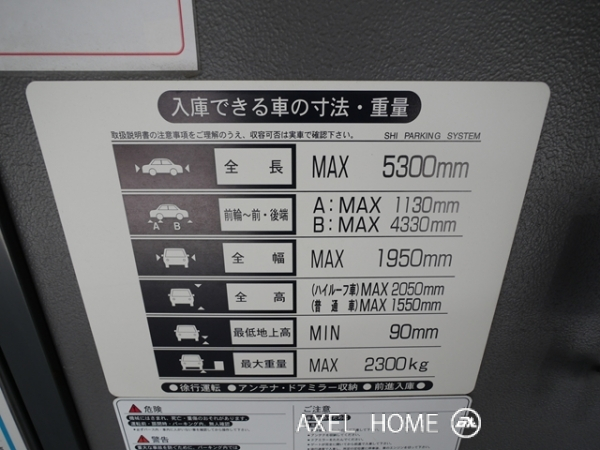 入庫できる車の寸法・重量
取扱説明書の注意事項をご理解のうえ、収容可否は実車で確認下さい。 SHI PARKING SYSTEM
全長 MAX 5300mm
前輪～前・後端 A:MAX 1130mm
A B B:MAX 4330mm
全幅 MAX 1950mm
全高 (ハイルーフ車)MAX 2050mm
(普通車)MAX 1550mm
最低地上高 MIN 90mm
最大重量 MAX 2300kg
●徐行運転 ●アンテナ・ドアミラー収納 ●前進入庫●
危険
ご注意
警告
AXEL HOME